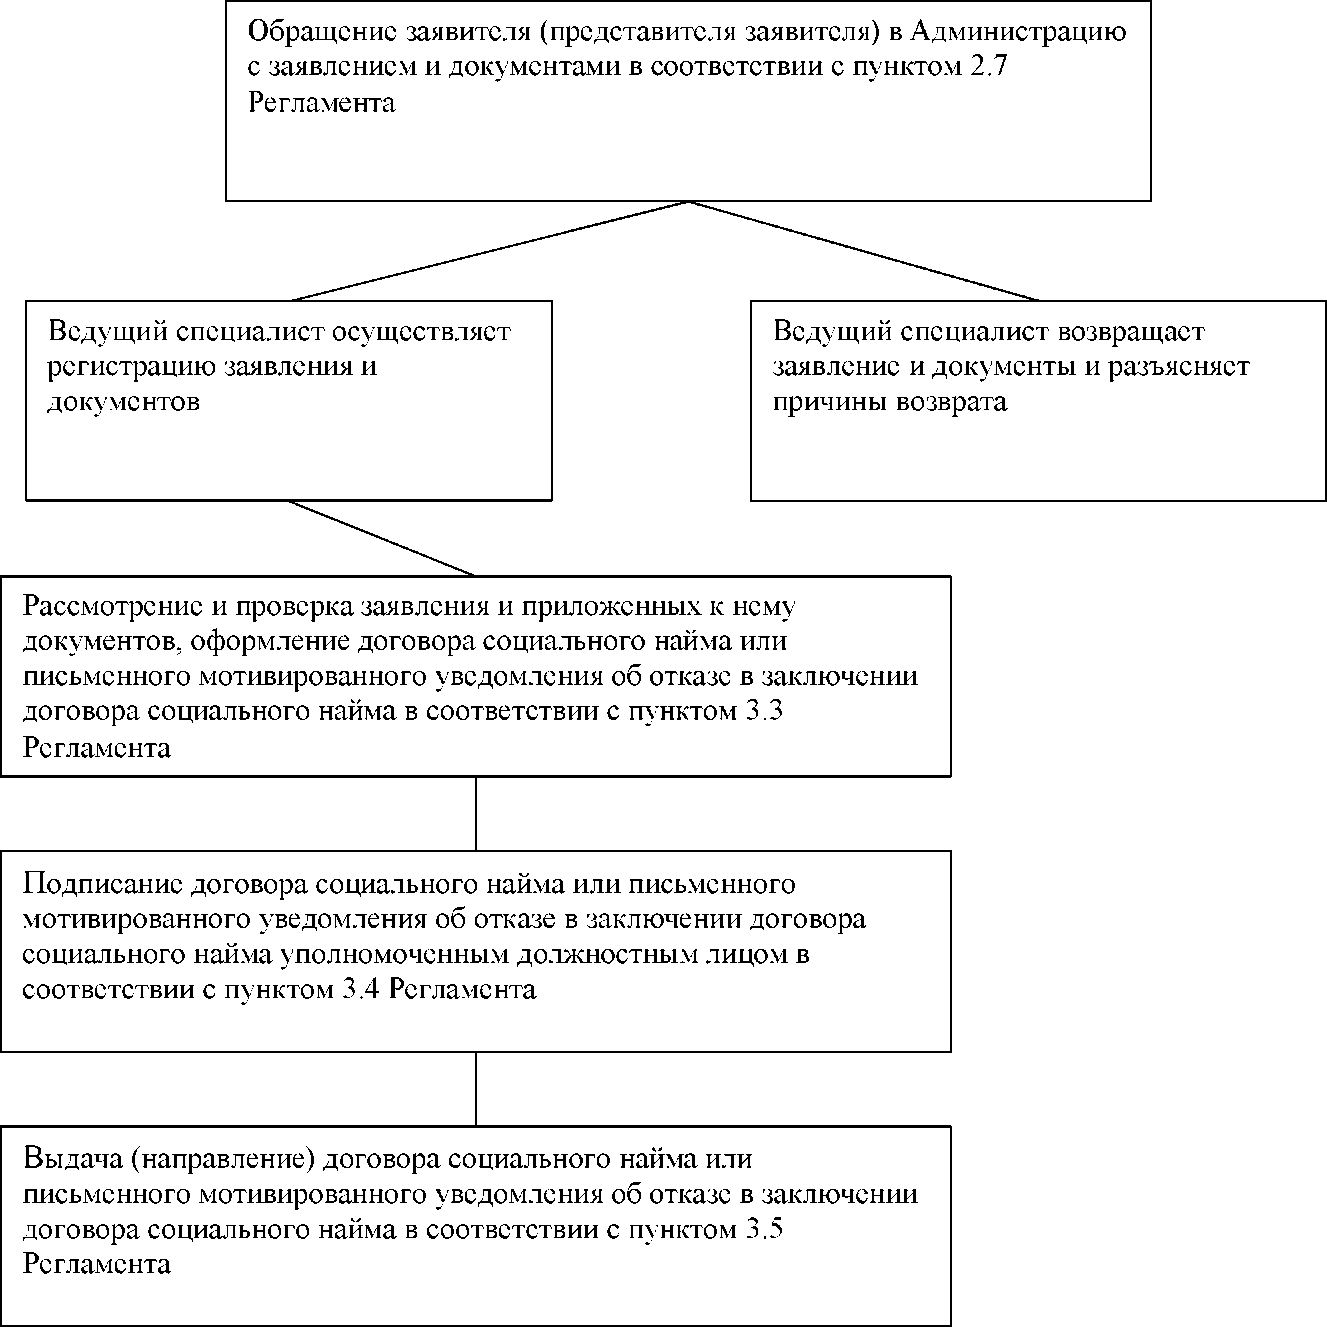 Обращение заявителя (представителя заявителя) в Администрацию
с заявлением и документами в соответствии с пунктом 2.7
Регламента
Ведущий специалист осуществляет
регистрацию заявления и
документов
Ведущий специалист возвращает
заявление и документы и разъясняет
причины возврата
Рассмотрение и проверка заявления и приложенных к нему
документов, оформление договора социального найма или
письменного мотивированного уведомления об отказе в заключении
договора социального найма в соответствии с пунктом 3.3
Регламента
Подписание договора социального найма или письменного
мотивированного уведомления об отказе в заключении договора
социального найма уполномоченным должностным лицом в
соответствии с пунктом 3.4 Регламента
Выдача (направление) договора социального найма или
письменного мотивированного уведомления об отказе в заключении
договора социального найма в соответствии с пунктом 3.5
Регламента